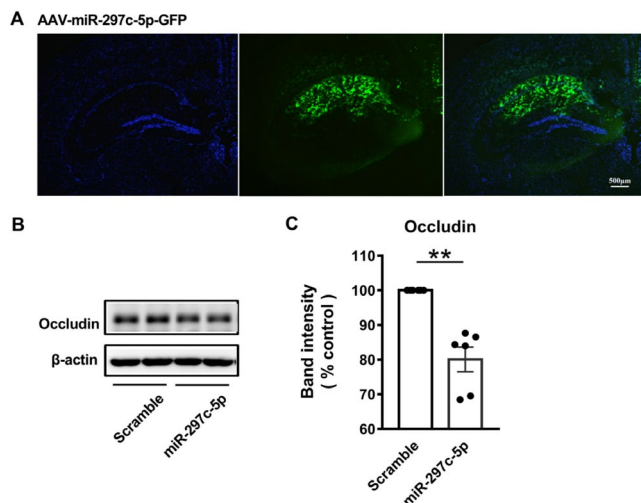 A AAV-miR-297c-5p-GFP
500μm
B
Occludin
β-actin
Scramble
miR-297c-5p
C
Occludin
**
Band intensity
( % control )
110
100
90
80
70
60
Scramble
miR-297c-5p